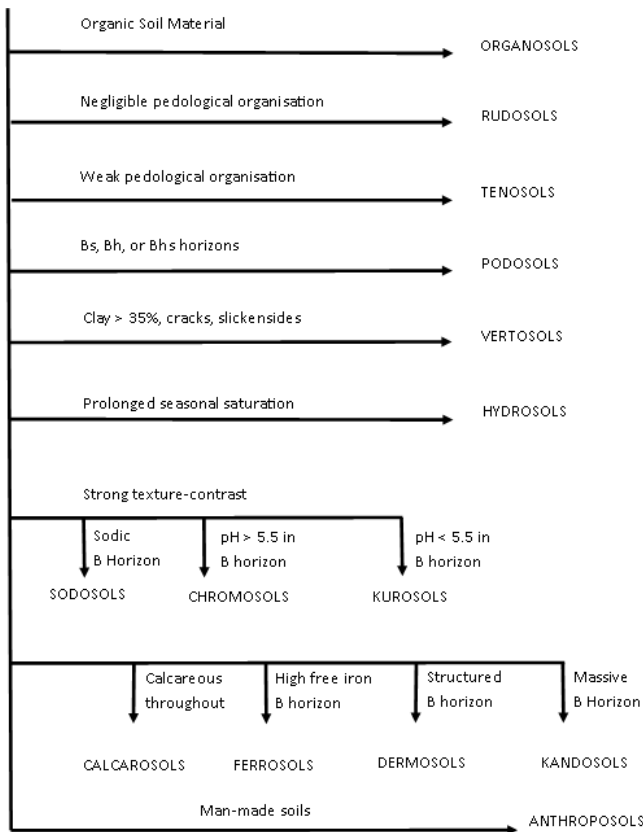 Organic Soil Material
ORGANOSOLS
Negligible pedological organisation
RUDOSOLS
Weak pedological organisation
TENOSOLS
Bs, Bh, or Bhs horizons
PODOSOLS
Clay > 35%, cracks, slickensides
VERTOSOLS
Prolonged seasonal saturation
HYDROSOLS
Strong texture-contrast
Sodic
B Horizon
pH > 5.5 in
B horizon
pH < 5.5 in
B horizon
SODOSOLS
CHROMOSOLS
KUROSOLS
Calcareous
throughout
High free iron
B horizon
Structured
B horizon
Massive
B Horizon
CALCAROSOLS
FERROSOLS
DERMOSOLS
KANDOSOLS
Man-made soils
ANTHROPOSOLS